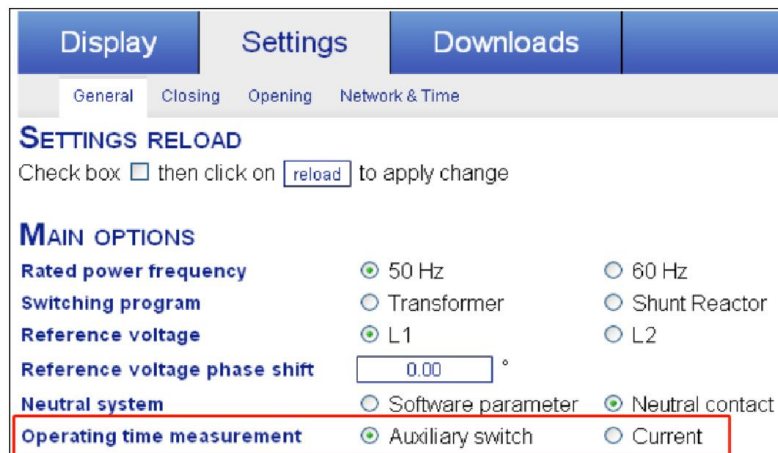 Display Settings Downloads
General Closing Opening Network & Time
SETTINGS RELOAD
Check box then click on reload to apply change
MAIN OPTIONS
Rated power frequency 50 Hz 60 Hz
Switching program Transformer Shunt Reactor
Reference voltage L1 L2
Reference voltage phase shift 0.00 °
Neutral system Software parameter Neutral contact
Operating time measurement Auxiliary switch Current